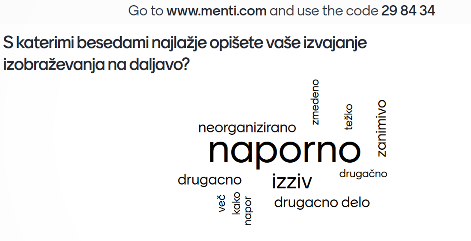 Go to www.menti.com and use the code 29 84 34
S katerimi besedami najlažje opišete vaše izvajanje
izobraževanja na daljavo?
zmedeno
težko
zanimivo
neorganizirano
naporno
drugačno
drugacno
izziv
več
kako
napor
drugacno delo